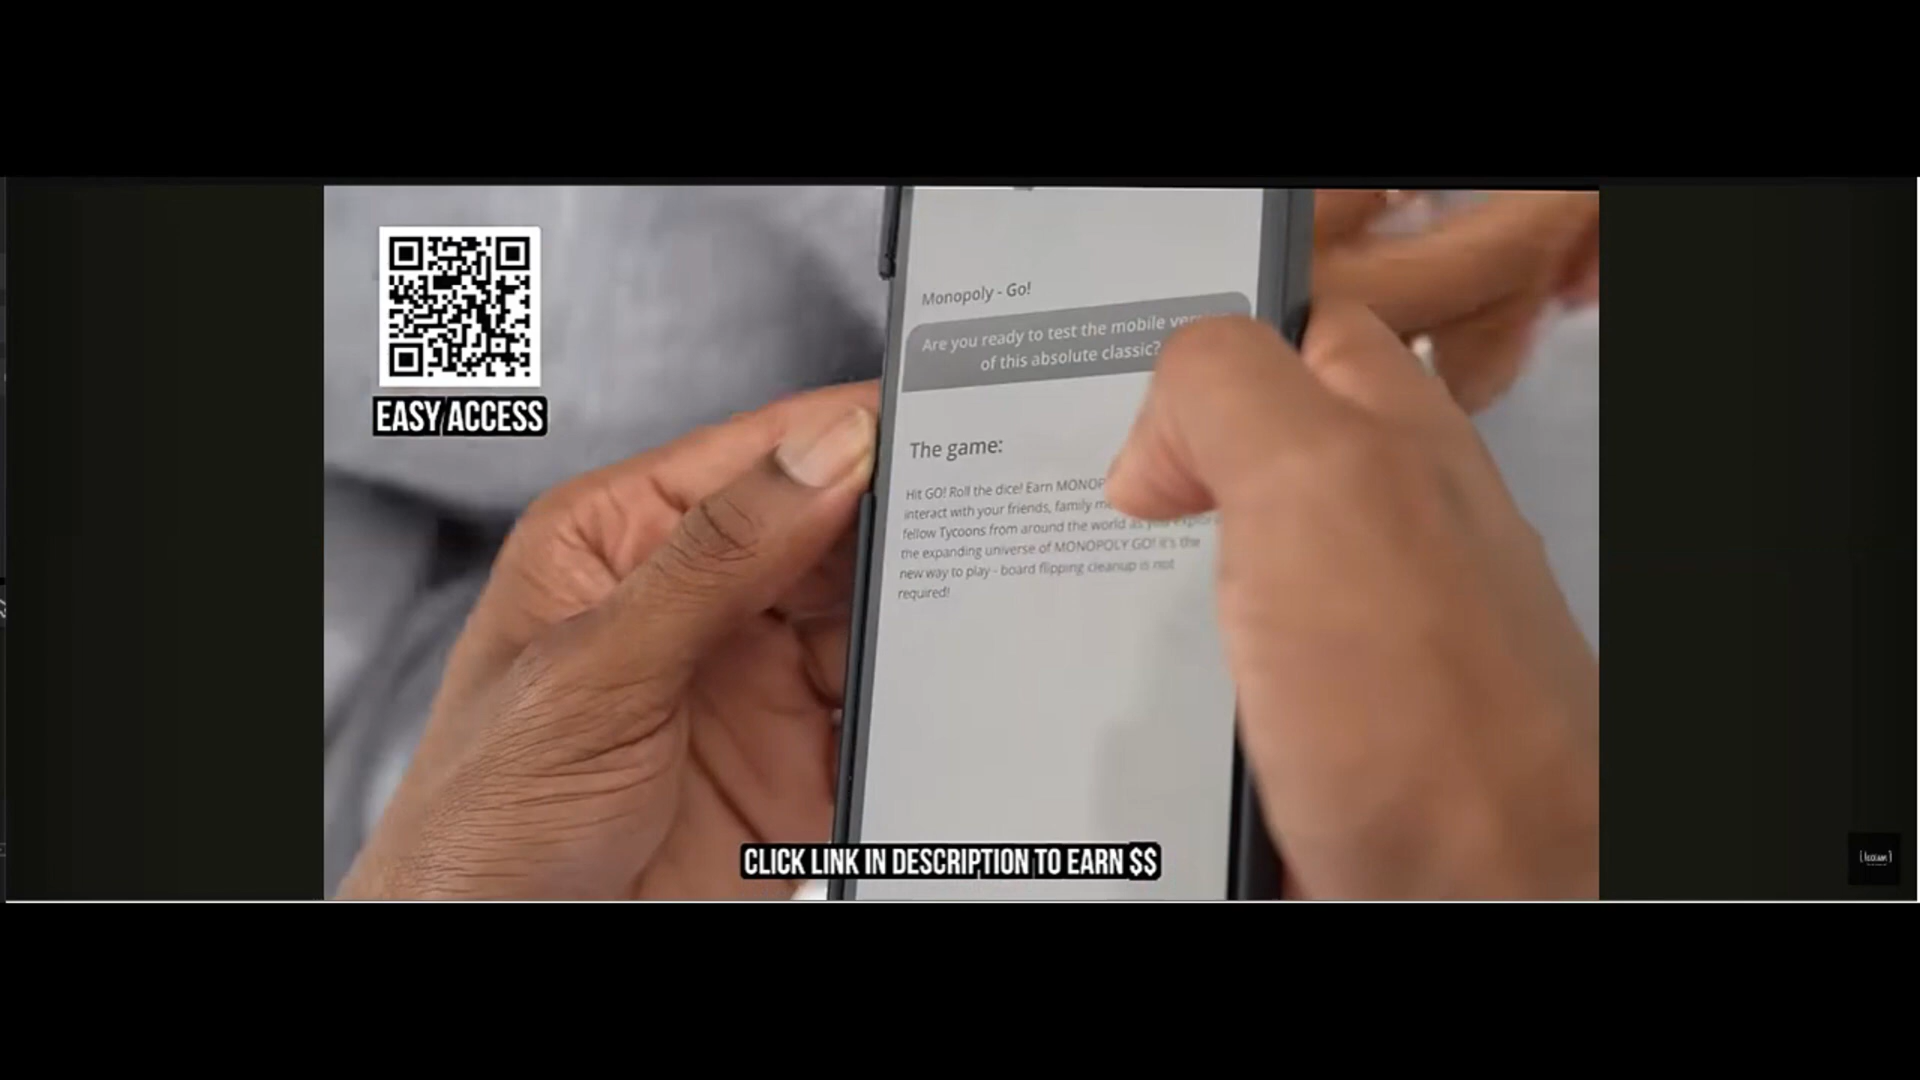 EASY ACCESS
Monopoly - Go!
Are you ready to test the mobile
of this absolute classic?
The game:
Hit GO! Roll the dice! Earn
interact with your friends, family
fellow Tycoons from around the world as you
the expanding universe of MONOPOLY GO! it's the
new way to play - board flipping cleanup is not
required!
CLICK LINK IN DESCRIPTION TO EARN $$